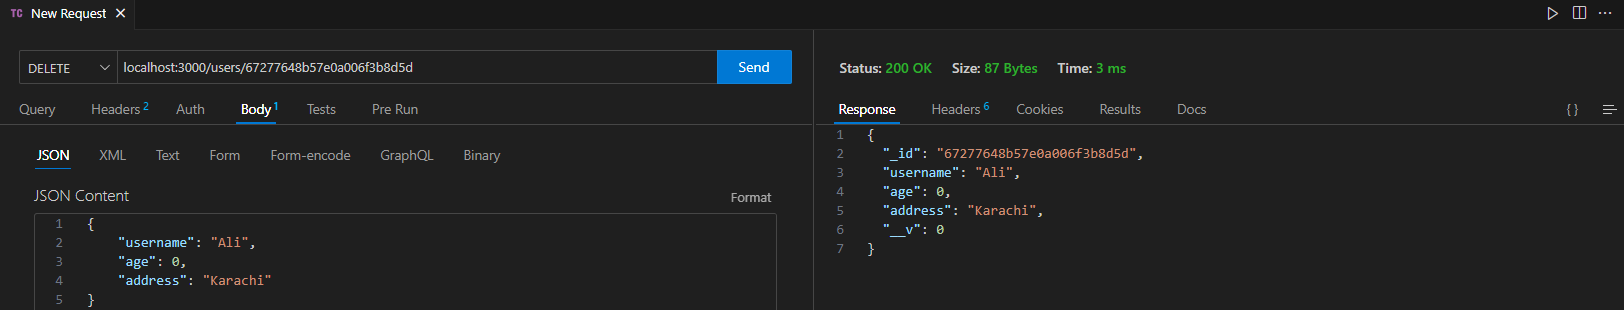 TC New Request
DELETE localhost:3000/users/67277648b57e0a006f3b8d5d Send
Query Headers 2 Auth Body 1 Tests Pre Run
JSON XML Text Form Form-encode GraphQL Binary
JSON Content Format
1 {
2 "username": "Ali",
3 "age": 0,
4 "address": "Karachi"
5 }
Status: 200 OK Size: 87 Bytes Time: 3 ms
Response Headers 6 Cookies Results Docs { }
1 {
2 "_id": "67277648b57e0a006f3b8d5d",
3 "username": "Ali",
4 "age": 0,
5 "address": "Karachi",
6 "__v": 0
7 }